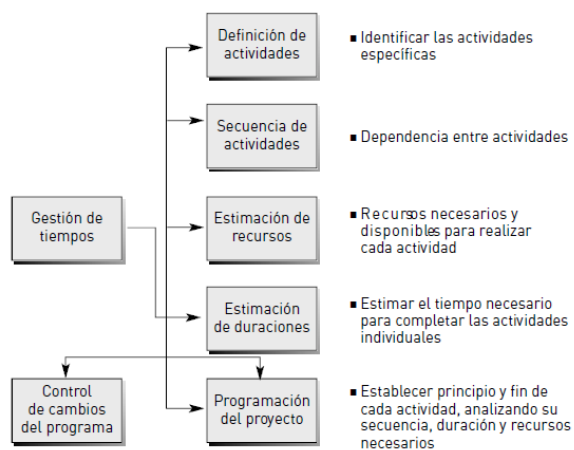 Definición de
actividades
■ Identificar las actividades
específicas
Secuencia de
actividades
■ Dependencia entre actividades
Gestión de
tiempos
Estimación de
recursos
■ Recursos necesarios y
disponibles para realizar
cada actividad
Estimación
de duraciones
■ Estimar el tiempo necesario
para completar las actividades
individuales
Control
de cambios
del programa
Programación
del proyecto
■ Establecer principio y fin de
cada actividad, analizando su
secuencia, duración y recursos
necesarios